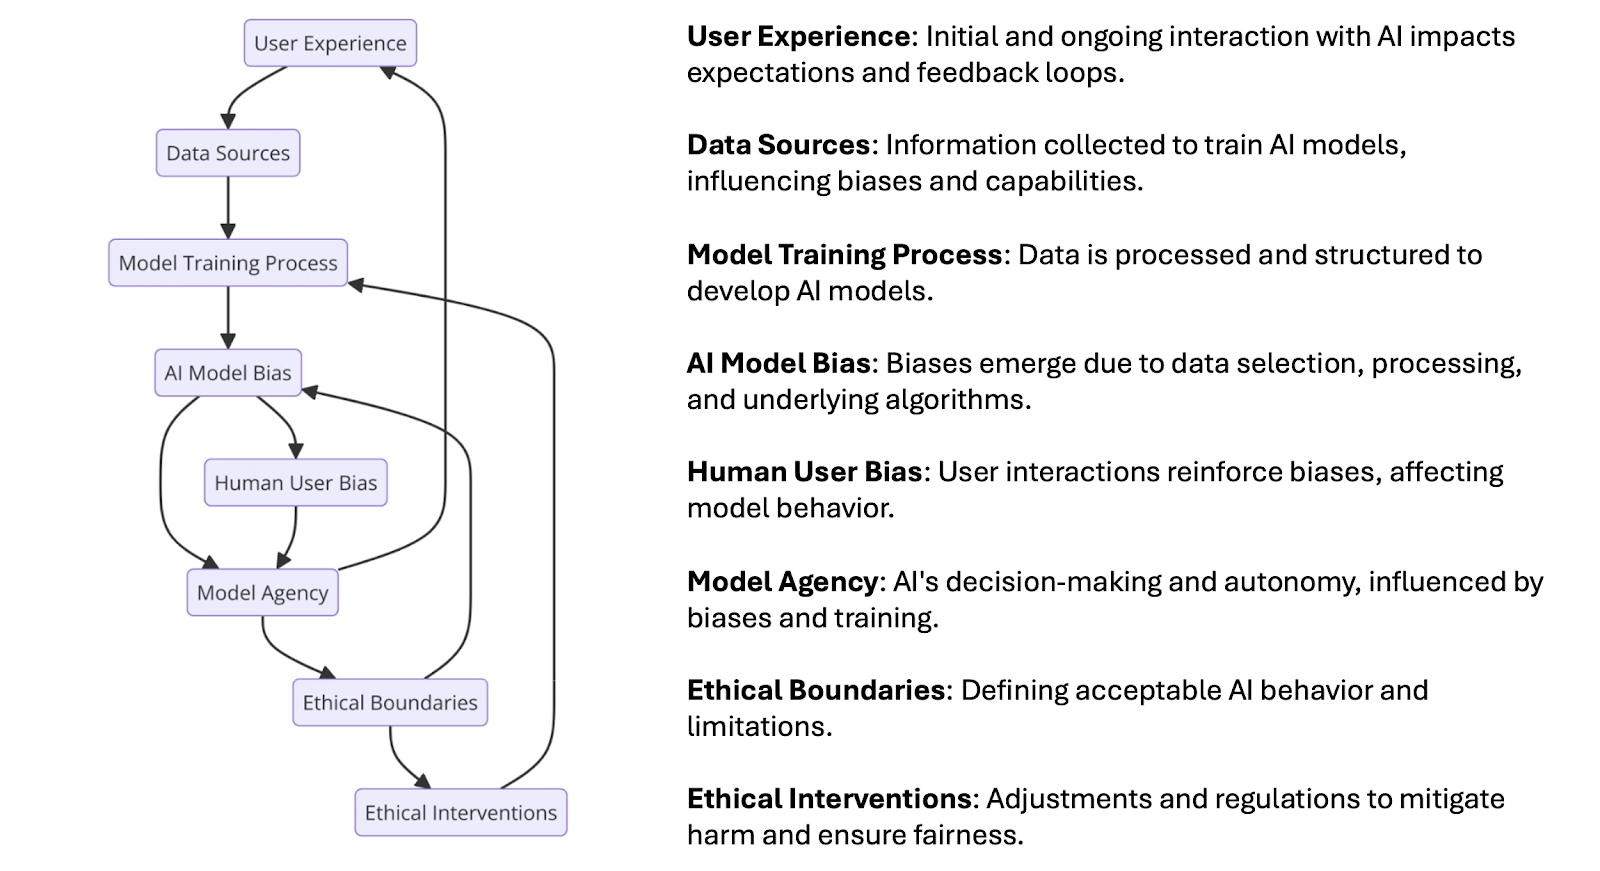 User Experience
Data Sources
Model Training Process
AI Model Bias
Human User Bias
Model Agency
Ethical Boundaries
Ethical Interventions
User Experience: Initial and ongoing interaction with AI impacts
expectations and feedback loops.
Data Sources: Information collected to train AI models,
influencing biases and capabilities.
Model Training Process: Data is processed and structured to
develop AI models.
AI Model Bias: Biases emerge due to data selection, processing,
and underlying algorithms.
Human User Bias: User interactions reinforce biases, affecting
model behavior.
Model Agency: AI's decision-making and autonomy, influenced by
biases and training.
Ethical Boundaries: Defining acceptable AI behavior and
limitations.
Ethical Interventions: Adjustments and regulations to mitigate
harm and ensure fairness.